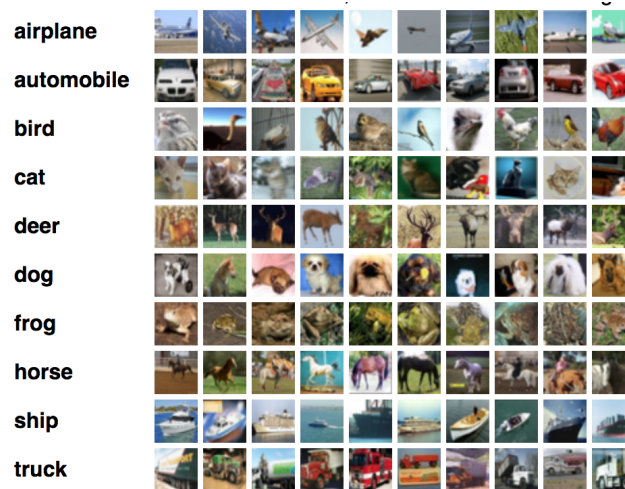 airplane
automobile
bird
cat
deer
dog
frog
horse
ship
truck